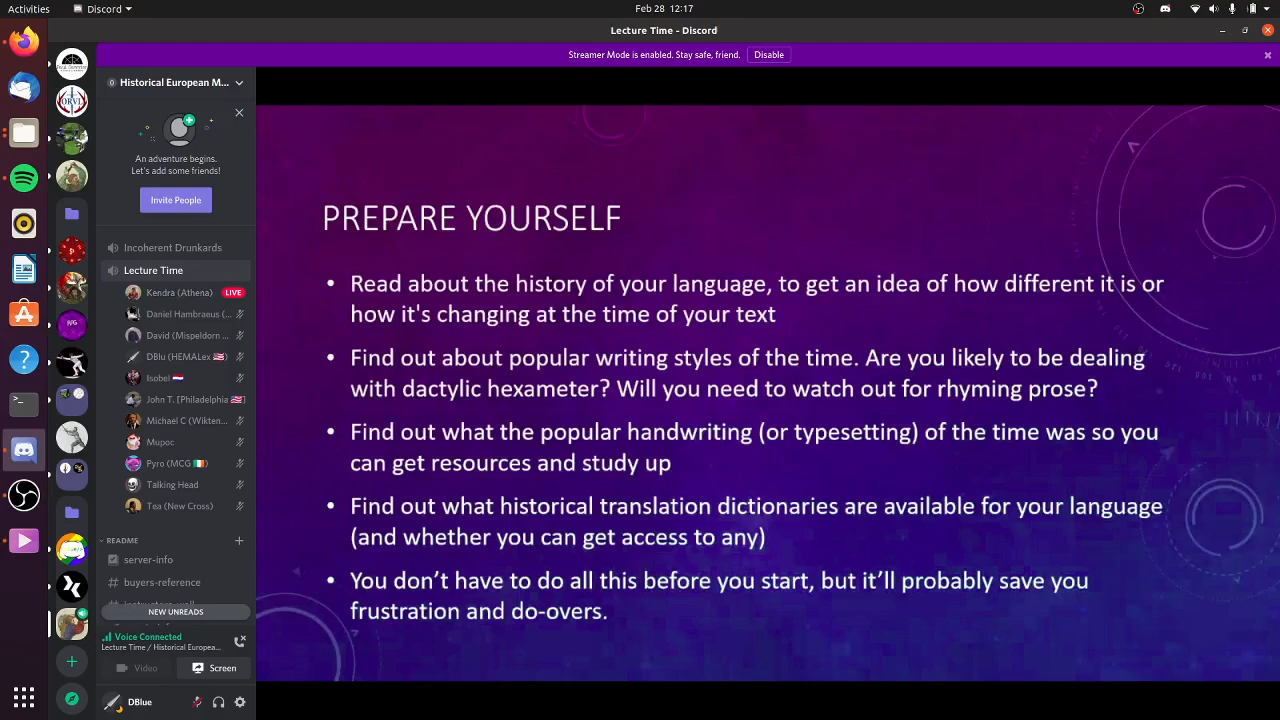 Activities
Discord
Feb 28 12:17
Lecture Time - Discord
Streamer Mode is enabled. Stay safe, friend. Disable
Historical European M...
An adventure begins.
Let's add some friends!
Invite People
Incoherent Drunkards
Lecture Time
Kendra (Athena) LIVE
Daniel Hambraeus (...
David (Mispeldorn ...
DBlu (HEMALex
Isobel
John T. [Philadelphia
Michael C (Wikten...
Mupoc
Pyro (MCG
Talking Head
Tea (New Cross)
README
server-info
# buyers-reference
NEW UNREADS
Voice Connected
Lecture Time / Historical Europea...
Video
Screen
DBlue
PREPARE YOURSELF
• Read about the history of your language, to get an idea of how different it is or
how it's changing at the time of your text
• Find out about popular writing styles of the time. Are you likely to be dealing
with dactylic hexameter? Will you need to watch out for rhyming prose?
• Find out what the popular handwriting (or typesetting) of the time was so you
can get resources and study up
• Find out what historical translation dictionaries are available for your language
(and whether you can get access to any)
• You don’t have to do all this before you start, but it’ll probably save you
frustration and do-overs.